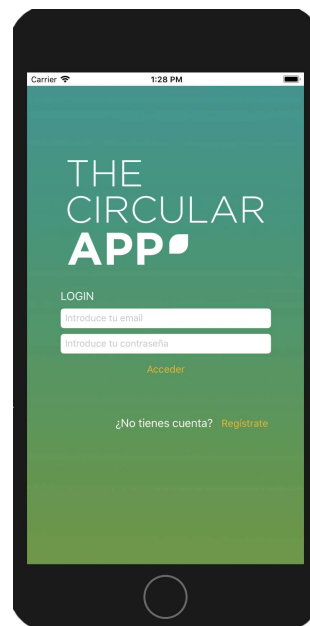 Carrier 1:28 PM
THE
CIRCULAR
APP
LOGIN
Introduce tu email
Introduce tu contraseña
Acceder
¿No tienes cuenta? Regístrate